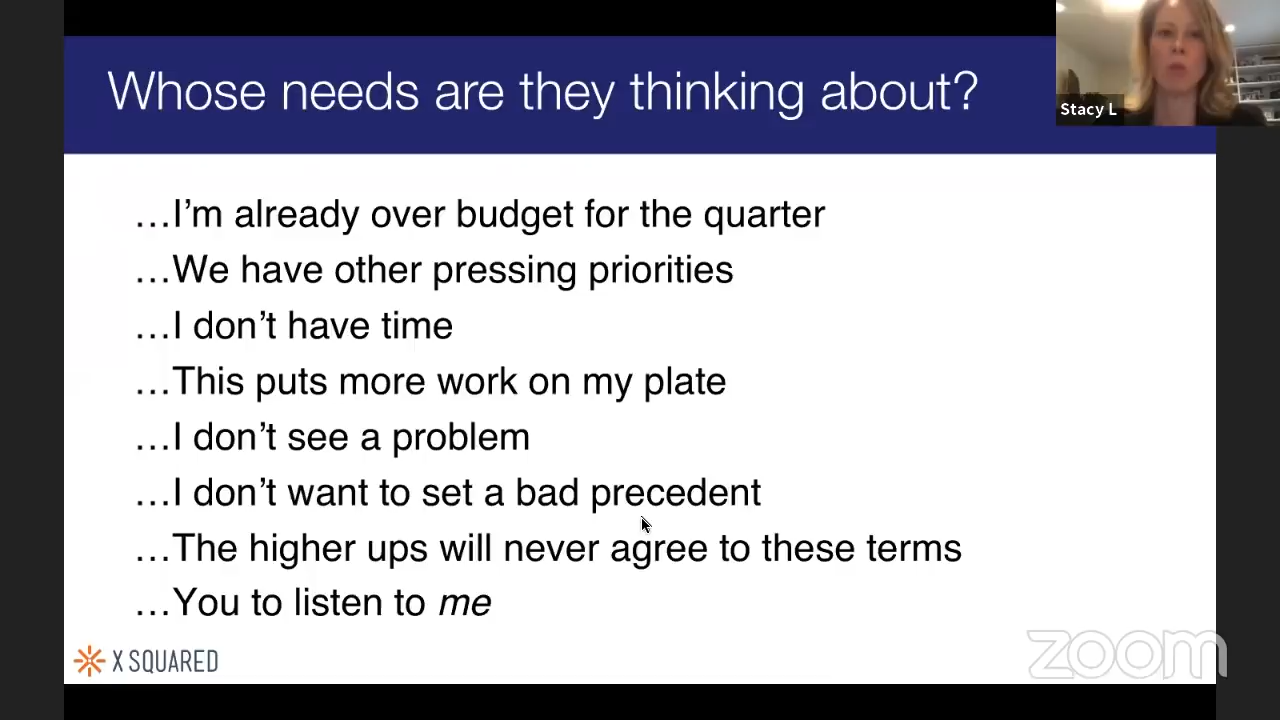 Whose needs are they thinking about?
Stacy L
…I’m already over budget for the quarter
…We have other pressing priorities
…I don’t have time
…This puts more work on my plate
…I don’t see a problem
…I don’t want to set a bad precedent
…The higher ups will never agree to these terms
…You to listen to me
X SQUARED
zoom